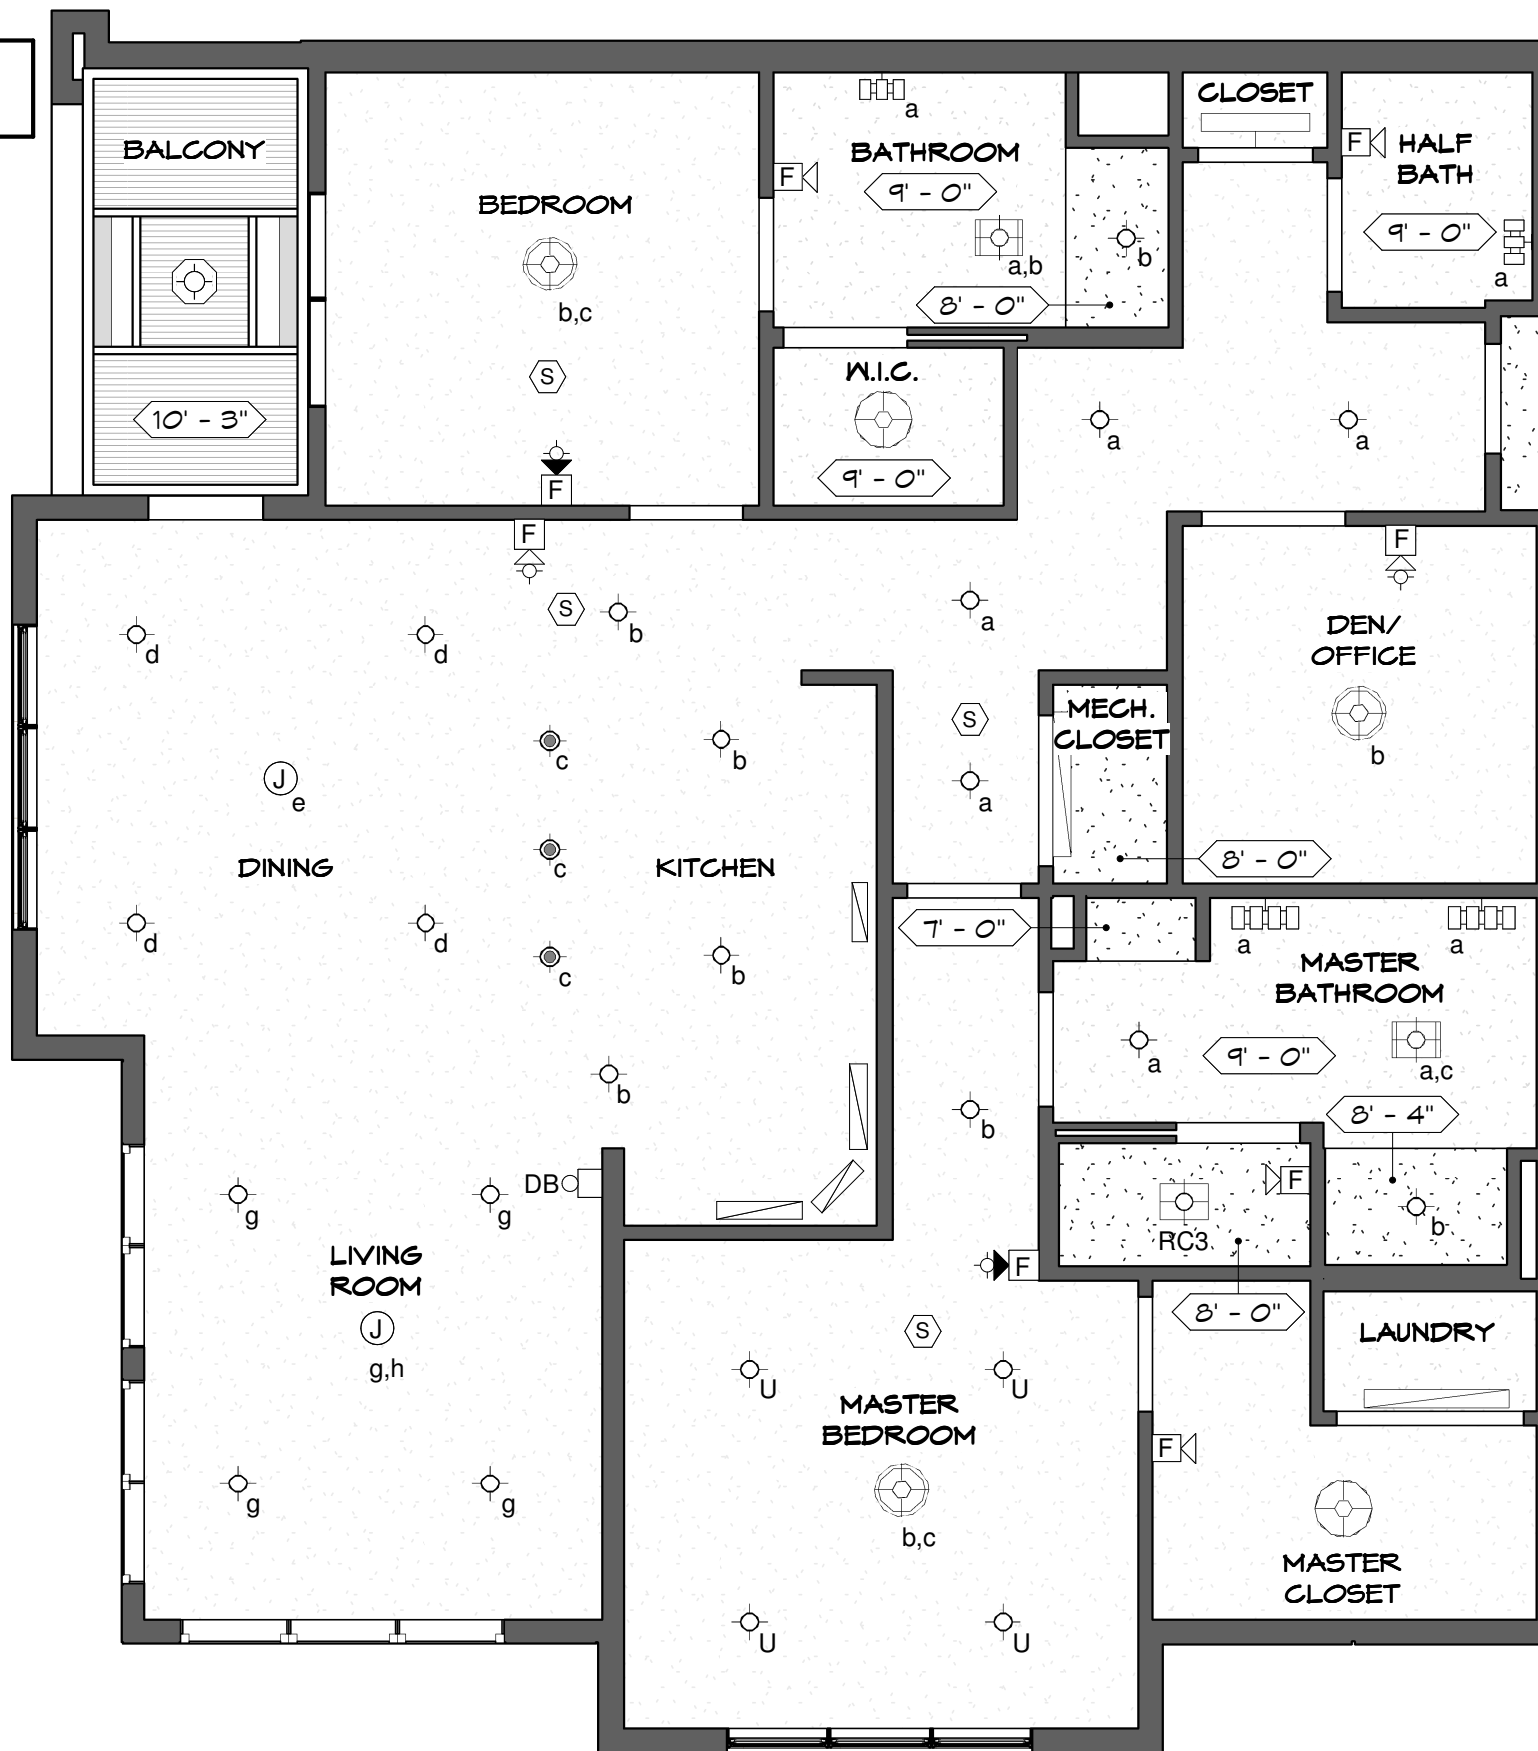 CLOSET
a
BALCONY
F
HALF
BATH
BATHROOM
F
9' - 0"
BEDROOM
9' - 0"
a,b
b
a
8' - 0"
b,c
S
W.I.C.
10' - 3"
a
a
9' - 0"
F
F
F
S
b
a
DEN/
OFFICE
d
d
S
MECH.
CLOSET
c
b
b
J
e
a
DINING
c
KITCHEN
8' - 0"
7' - 0"
d
d
a
a
c
b
MASTER
BATHROOM
a
9' - 0"
a,c
b
b
8' - 4"
g
g
DB
F
b
RC3
LIVING
ROOM
F
8' - 0"
J
g,h
S
LAUNDRY
U
U
MASTER
BEDROOM
F
g
g
b,c
MASTER
CLOSET
U
U